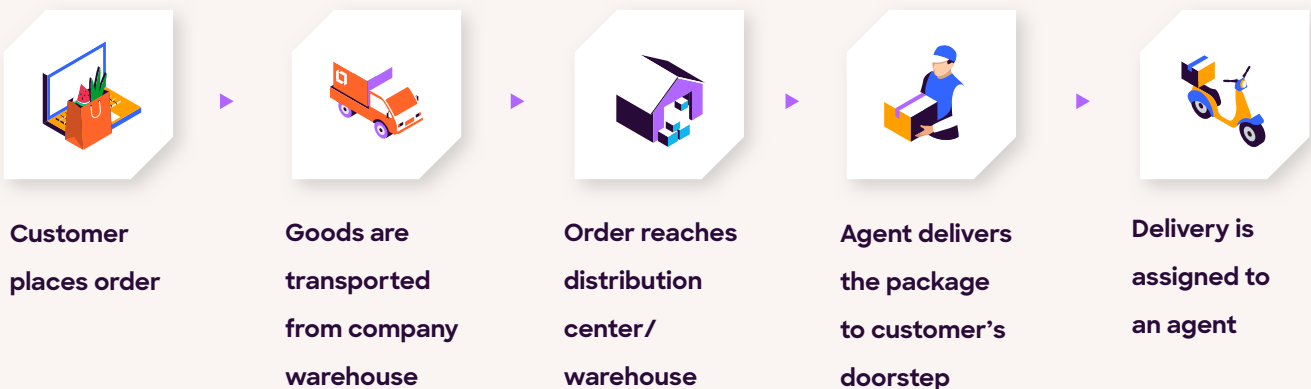 Customer
places order
Goods are
transported
from company
warehouse
Order reaches
distribution
center/
warehouse
Agent delivers
the package
to customer’s
doorstep
Delivery is
assigned to
an agent